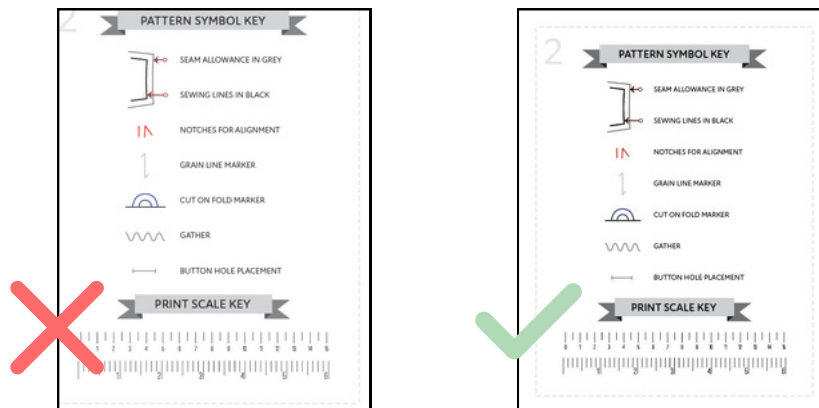 2
PATTERN SYMBOL KEY
SEAM ALLOWANCE IN GREY
SEWING LINES IN BLACK
NOTCHES FOR ALIGNMENT
GRAIN LINE MARKER
CUT ON FOLD MARKER
GATHER
BUTTON HOLE PLACEMENT
PRINT SCALE KEY
2
PATTERN SYMBOL KEY
SEAM ALLOWANCE IN GREY
SEWING LINES IN BLACK
NOTCHES FOR ALIGNMENT
GRAIN LINE MARKER
CUT ON FOLD MARKER
GATHER
BUTTON HOLE PLACEMENT
PRINT SCALE KEY